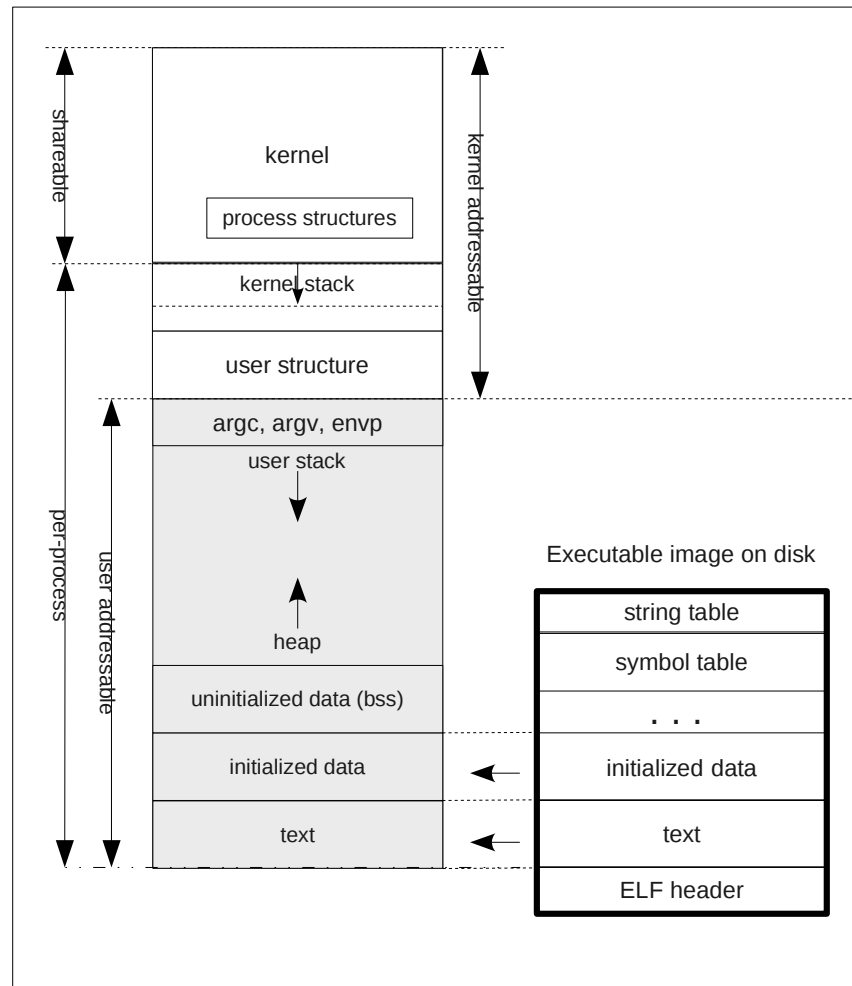 shareable
kernel
process structures
kernel addressable
kernel stack
user structure
argc, argv, envp
user stack
per-process
user addressable
heap
uninitialized data (bss)
initialized data
text
Executable image on disk
string table
symbol table
. . .
initialized data
text
ELF header